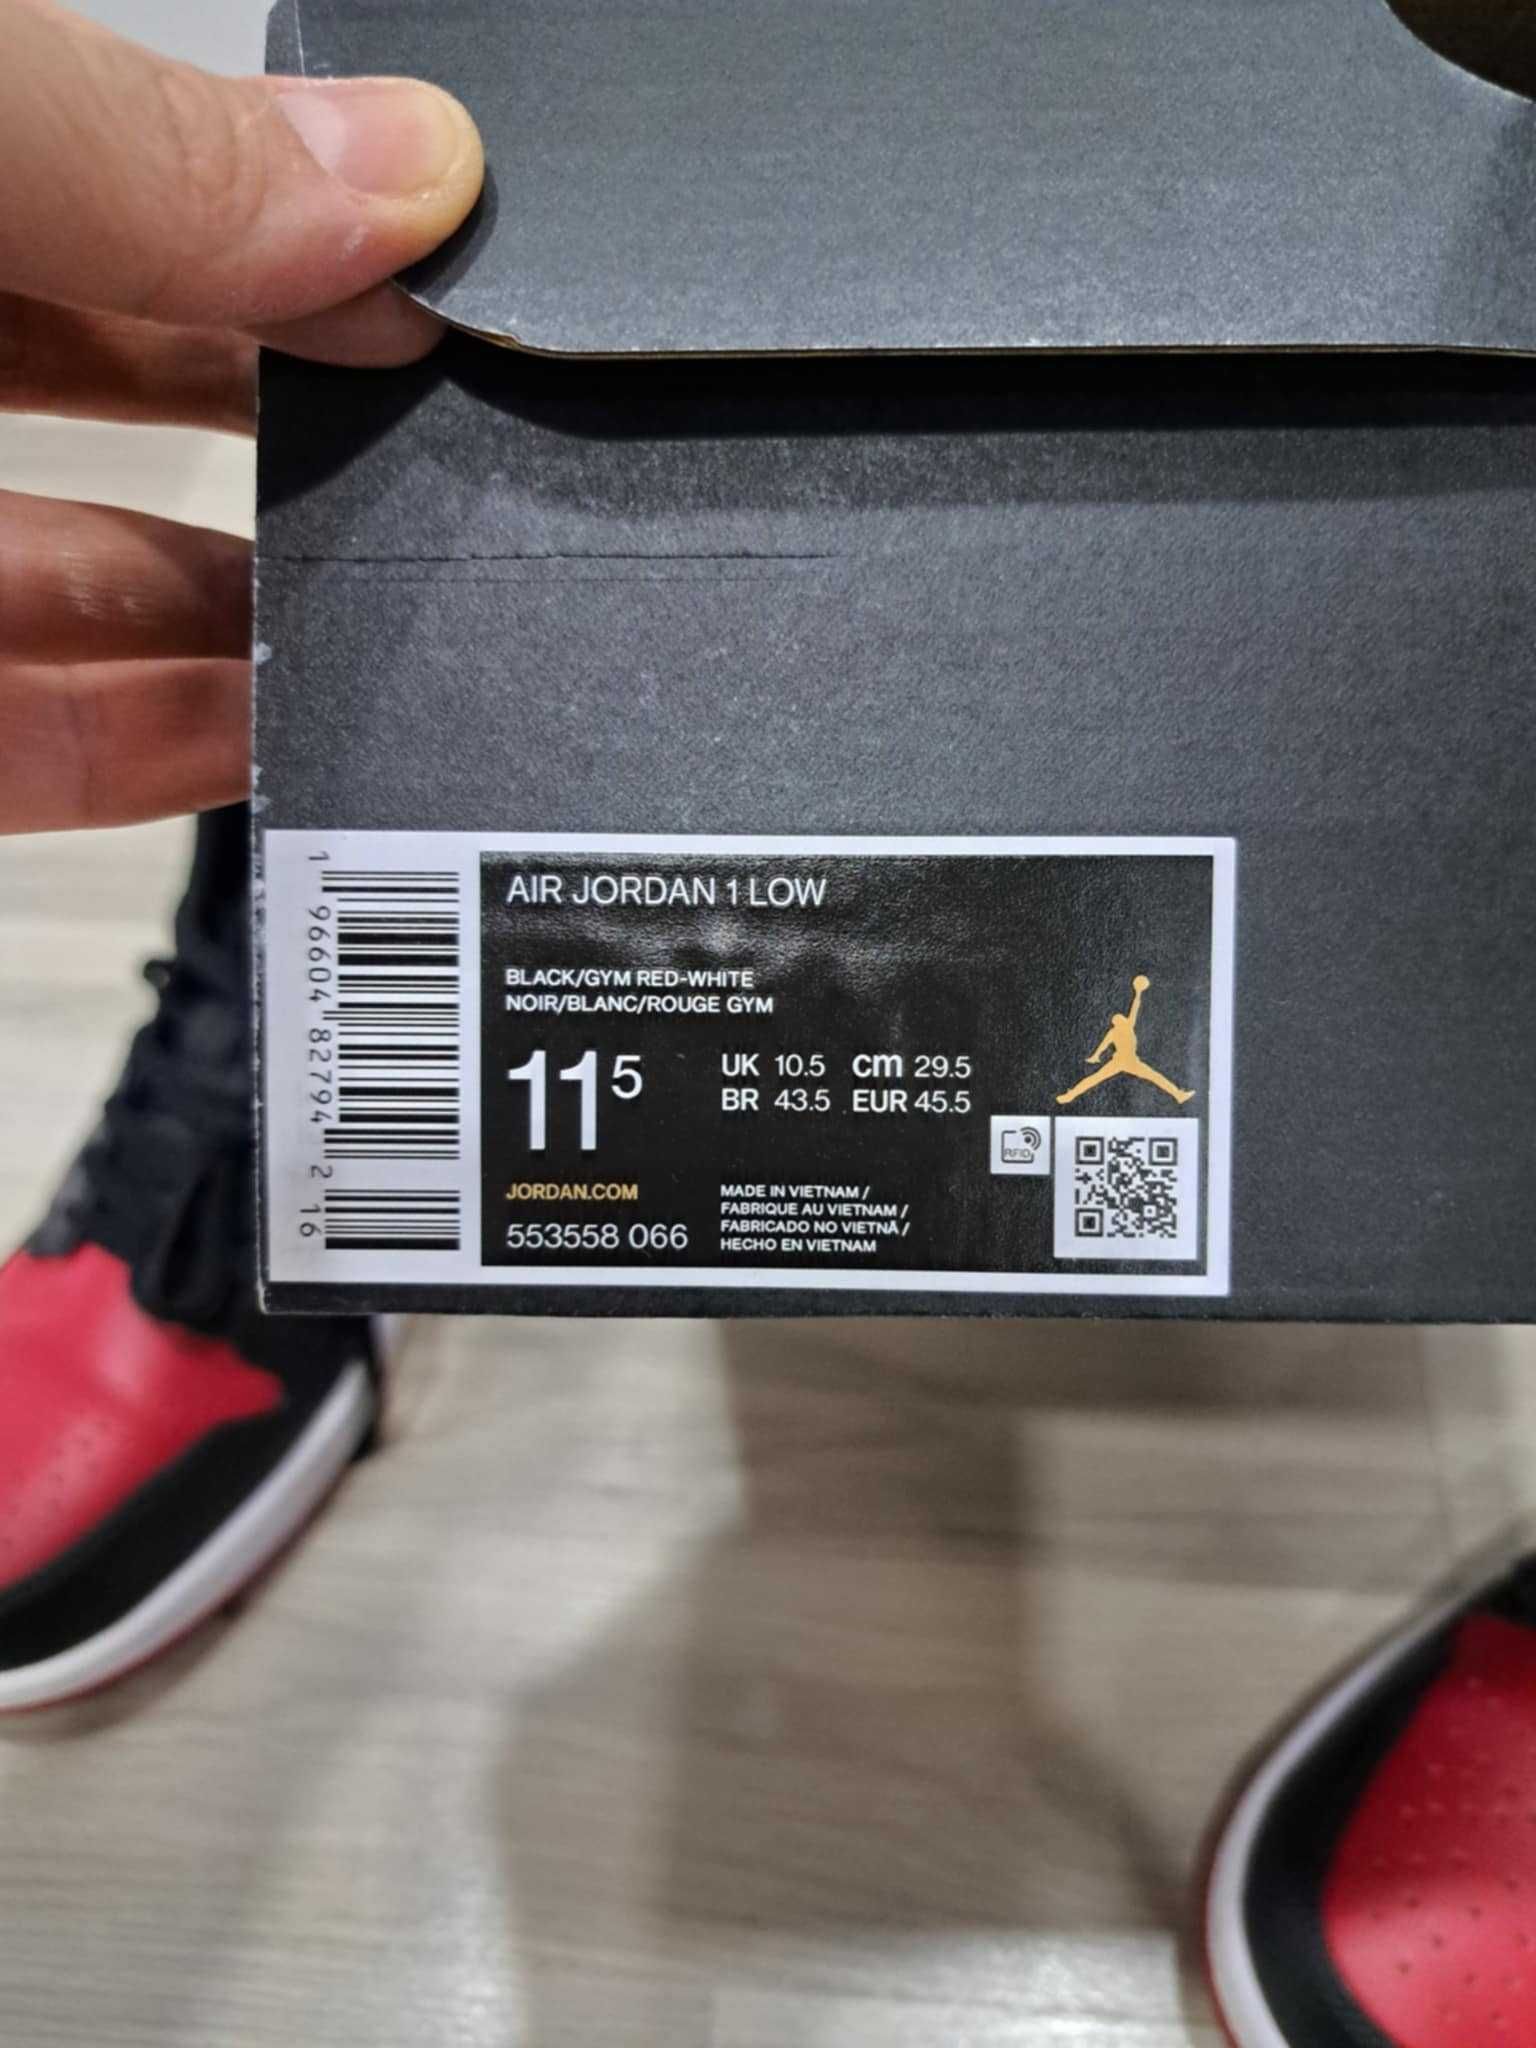 AIR JORDAN 1 LOW
BLACK/GYM RED-WHITE
NOIR/BLANC/ROUGE GYM
11 5
UK 10.5 cm 29.5
BR 43.5 EUR 45.5
RFID
JORDAN.COM
553558 066
MADE IN VIETNAM /
FABRIQUE AU VIETNAM /
FABRICADO NO VIETNÃ /
HECHO EN VIETNAM
1 96604 82794 2 16